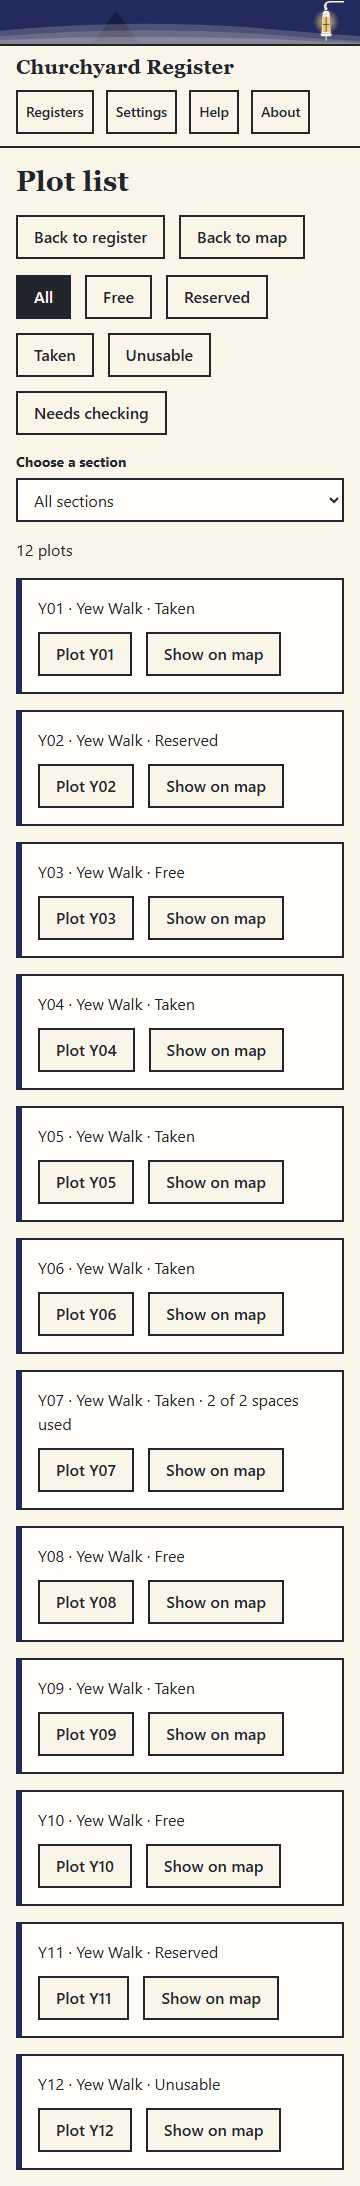 Churchyard Register
Registers Settings Help About
Plot list
Back to register Back to map
All Free Reserved
Taken Unusable
Needs checking
Choose a section
All sections
12 plots
Y01 · Yew Walk · Taken
Plot Y01 Show on map
Y02 · Yew Walk · Reserved
Plot Y02 Show on map
Y03 · Yew Walk · Free
Plot Y03 Show on map
Y04 · Yew Walk · Taken
Plot Y04 Show on map
Y05 · Yew Walk · Taken
Plot Y05 Show on map
Y06 · Yew Walk · Taken
Plot Y06 Show on map
Y07 · Yew Walk · Taken · 2 of 2 spaces
used
Plot Y07 Show on map
Y08 · Yew Walk · Free
Plot Y08 Show on map
Y09 · Yew Walk · Taken
Plot Y09 Show on map
Y10 · Yew Walk · Free
Plot Y10 Show on map
Y11 · Yew Walk · Reserved
Plot Y11 Show on map
Y12 · Yew Walk · Unusable
Plot Y12 Show on map